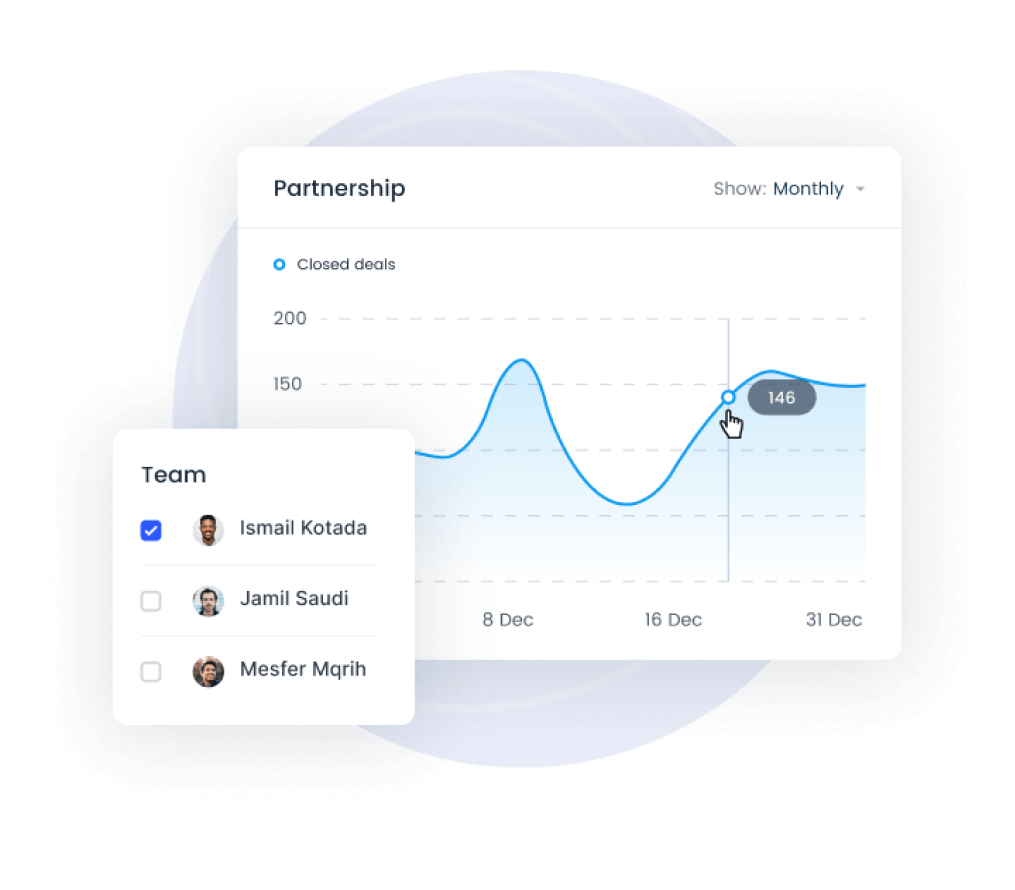 Partnership
Show: Monthly
Closed deals
200
150
146
Team
Ismail Kotada
Jamil Saudi
Mesfer Mqrih
8 Dec 16 Dec 31 Dec